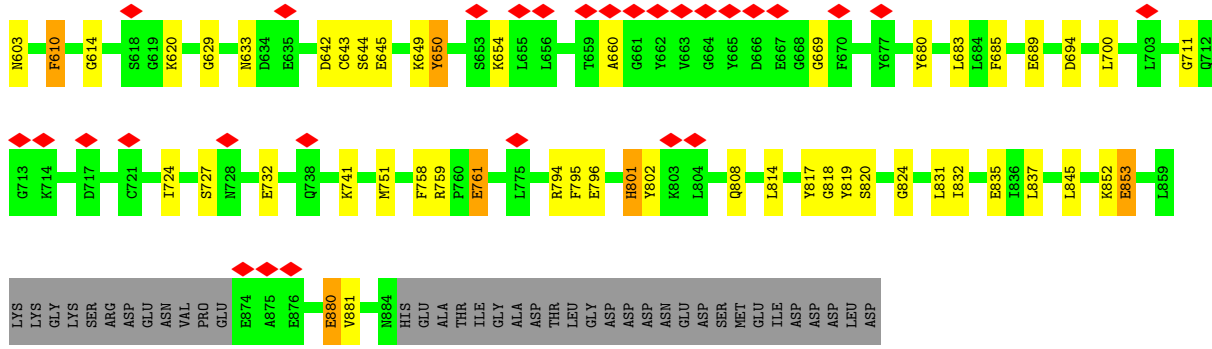 N603 F610 G614 S618 G619 K620 G629 N633 D634 E635 D642 C643 S644 E645 K649 Y650 S653 K654 L655 L656 T659 A660 G661 Y662 V663 G664 Y665 D666 E667 G668 G669 F670 Y677 Y680 L683 L684 F685 E689 D694 L700 L703 G711 Q712
G713 K714 D717 C721 I724 S727 N728 E732 Q738 K741 M751 F758 R759 P760 E761 L775 R794 F795 E796 H801 Y802 K803 L804 Q808 L814 Y817 G818 Y819 S820 G824 L831 I832 E835 I836 L837 L845 K852 E853 L859
LYS LYS GLY LYS SER ARG ASP GLU ASN VAL PRO GLU E874 A875 E876 E880 V881 N884 HIS GLU ALA THR ILE GLY ALA ASP THR LEU GLY ASP ASP ASP ASN GLU ASP SER MET GLU ILE ASP ASP ASP LEU ASP